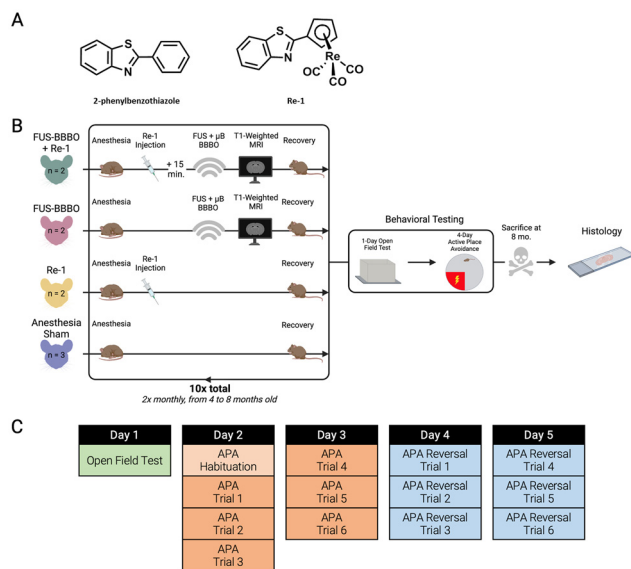 A
S
N
2-phenylbenzothiazole
S
N
Re
CO
CO
CO
Re-1
B
FUS-BBBO
+ Re-1
n = 2
Anesthesia
Re-1
Injection
+ 15
min.
FUS + µB
BBBO
T1-Weighted
MRI
Recovery
FUS-BBBO
n = 2
Anesthesia
FUS + µB
BBBO
T1-Weighted
MRI
Recovery
Re-1
n = 2
Anesthesia
Re-1
Injection
Recovery
Anesthesia
Sham
n = 3
Anesthesia
Recovery
10x total
2x monthly, from 4 to 8 months old
Behavioral Testing
1-Day Open
Field Test
4-Day
Active Place
Avoidance
Sacrifice at
8 mo.
Histology
C
Day 1
Open Field Test
Day 2
APA
Habituation
APA
Trial 1
APA
Trial 2
APA
Trial 3
Day 3
APA
Trial 4
APA
Trial 5
APA
Trial 6
Day 4
APA Reversal
Trial 1
APA Reversal
Trial 2
APA Reversal
Trial 3
Day 5
APA Reversal
Trial 4
APA Reversal
Trial 5
APA Reversal
Trial 6